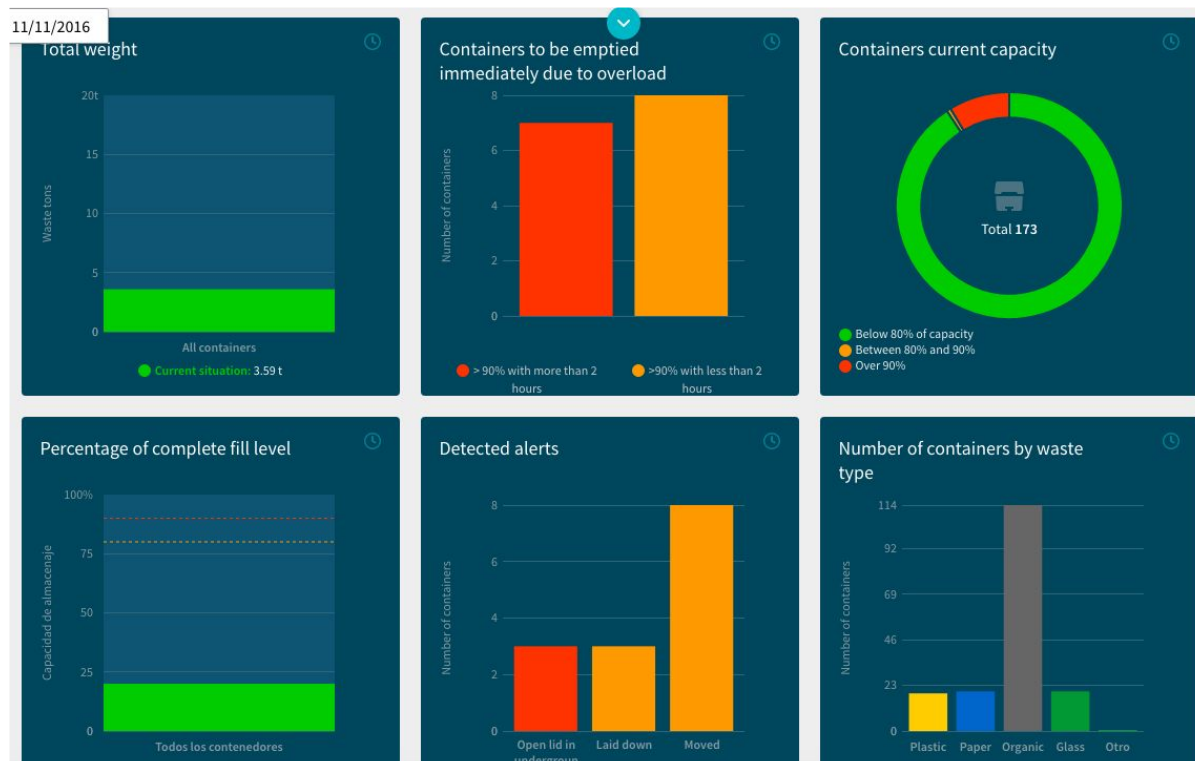 11/11/2016
Total weight
20t
15
10
5
0
Waste tons
All containers
Current situation: 3.59 t
Containers to be emptied
immediately due to overload
8
6
4
2
0
Number of containers
> 90% with more than 2
hours
>90% with less than 2
hours
Containers current capacity
Total 173
Below 80% of capacity
Between 80% and 90%
Over 90%
Percentage of complete fill level
100%
75
50
25
0
Capacidad de almacenaje
Todos los contenedores
Detected alerts
8
6
4
2
0
Number of containers
Open lid in
undergroun
Laid down
Moved
Number of containers by waste
type
114
92
69
46
23
0
Number of containers
Plastic
Paper
Organic
Glass
Otro